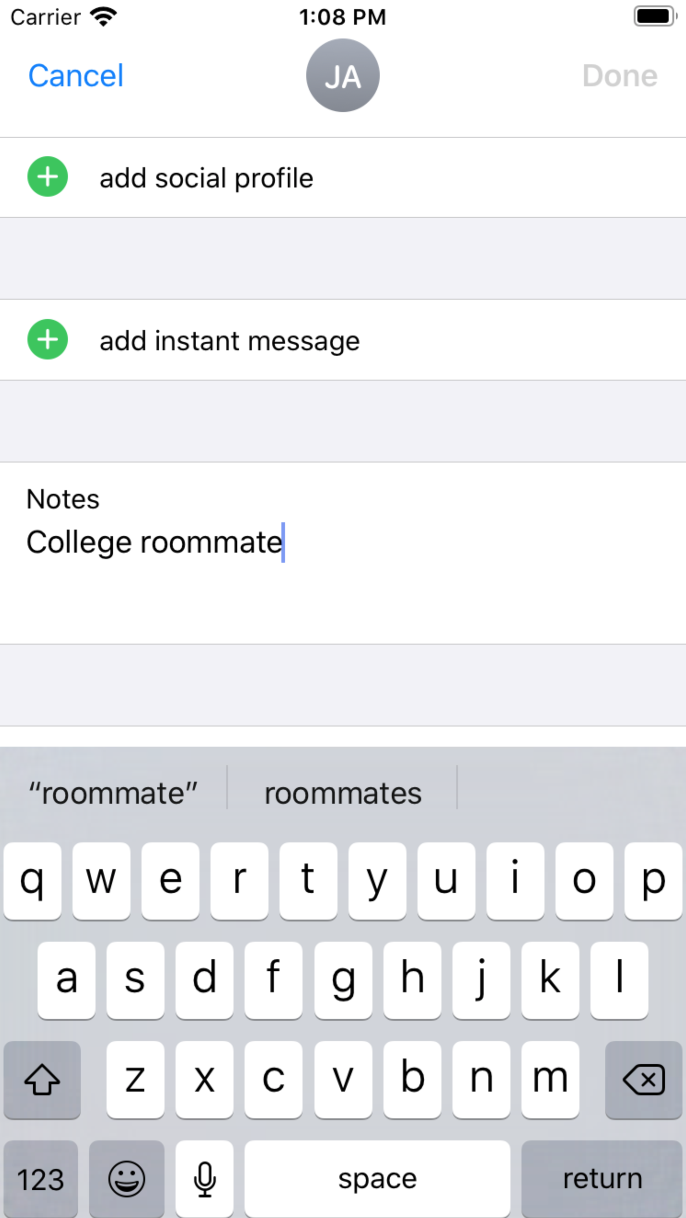 Carrier 1:08 PM
Cancel JA Done
add social profile
add instant message
Notes
College roommate
“roommate” roommates
q w e r t y u i o p
a s d f g h j k l
z x c v b n m
123 space return